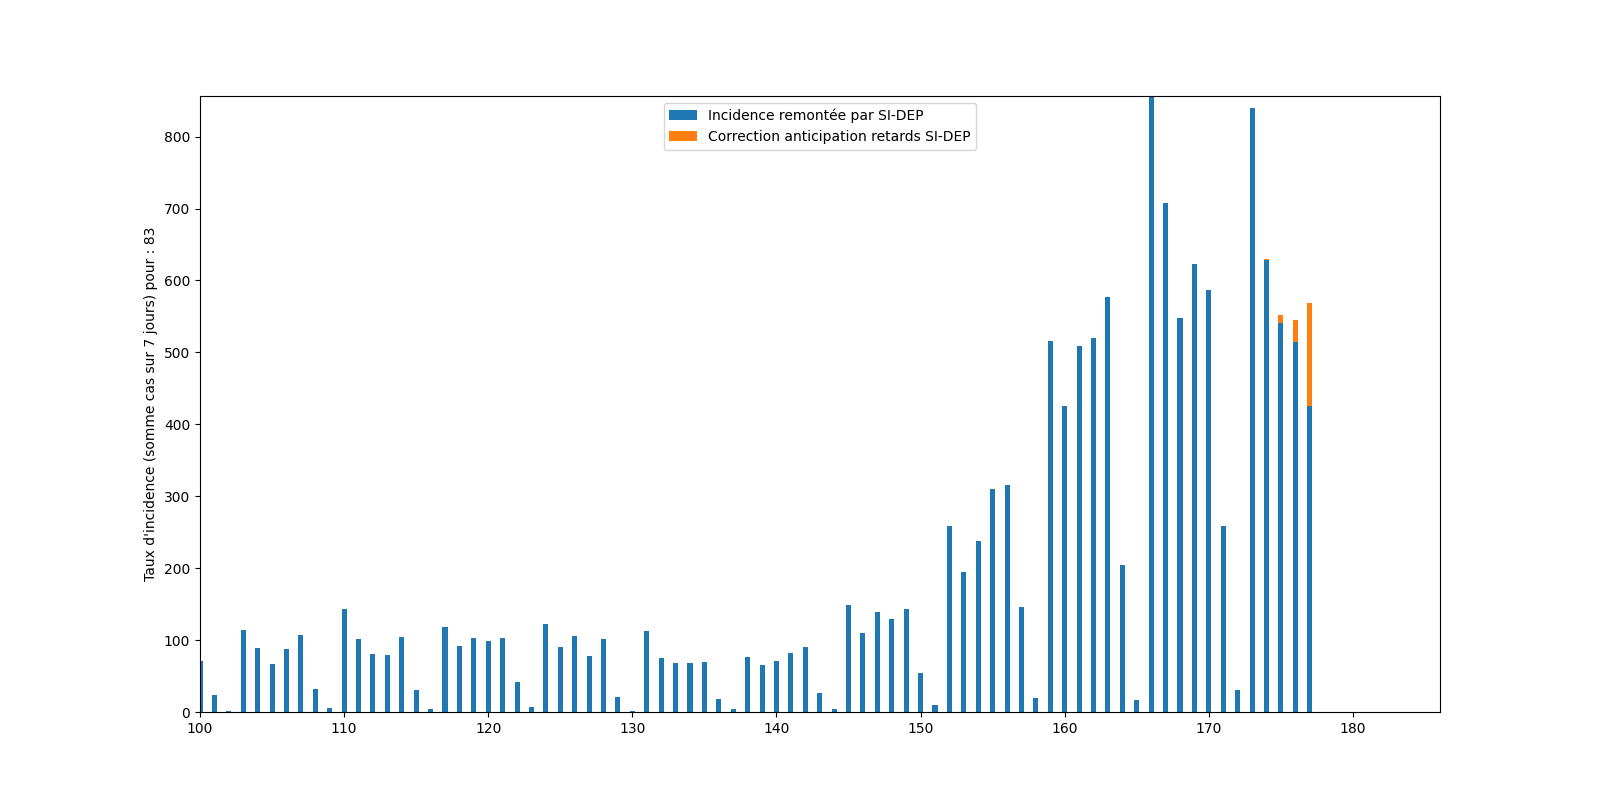 Incidence remontée par SI-DEP
Correction anticipation retards SI-DEP
Taux d'incidence (somme cas sur 7 jours) pour : 83
800
700
600
500
400
300
200
100
0
100 110 120 130 140 150 160 170 180